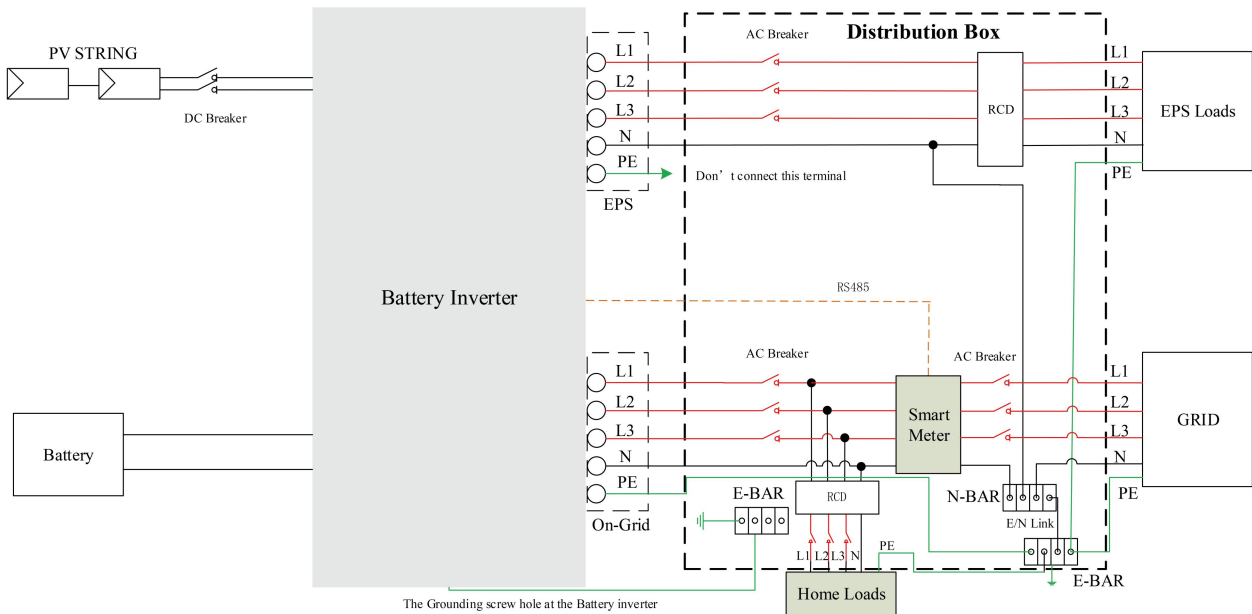 PV STRING
DC Breaker
Battery Inverter
Battery
L1
L2
L3
N
PE
EPS
AC Breaker
Distribution Box
RCD
Don't connect this terminal
L1
L2
L3
N
PE
EPS Loads
RS485
L1
L2
L3
N
PE
On-Grid
AC Breaker
AC Breaker
Smart
Meter
L1
L2
L3
N
PE
GRID
E-BAR
RCD
N-BAR
E/N Link
L1 L2 L3 N
PE
E-BAR
Home Loads
The Grounding screw hole at the Battery inverter